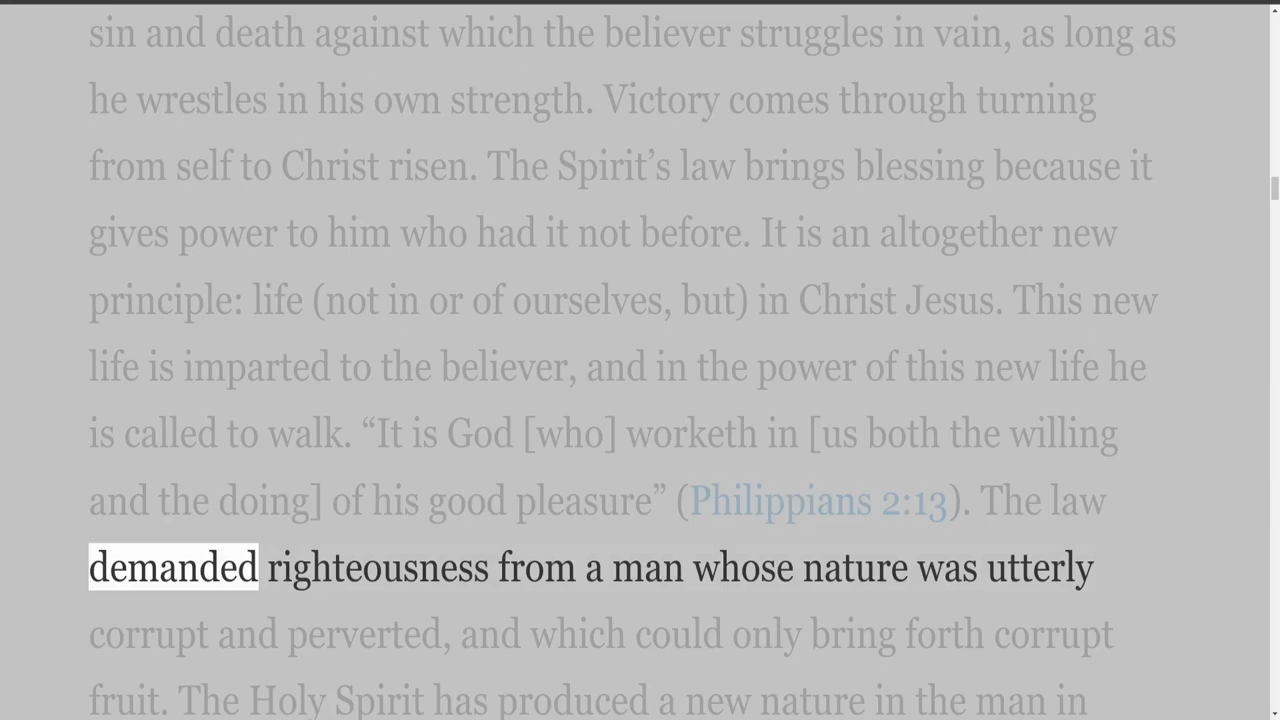 sin and death against which the believer struggles in vain, as long as
he wrestles in his own strength. Victory comes through turning
from self to Christ risen. The Spirit’s law brings blessing because it
gives power to him who had it not before. It is an altogether new
principle: life (not in or of ourselves, but) in Christ Jesus. This new
life is imparted to the believer, and in the power of this new life he
is called to walk. “It is God [who] worketh in [us both the willing
and the doing] of his good pleasure” (Philippians 2:13). The law
demanded righteousness from a man whose nature was utterly
corrupt and perverted, and which could only bring forth corrupt
fruit. The Holy Spirit has produced a new nature in the man in